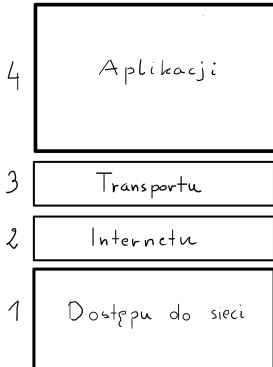 4 Aplikacji
3 Transportu
2 Internetu
1 Dostępu do sieci